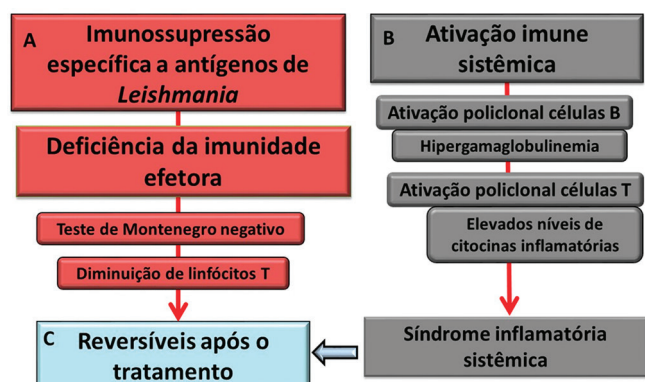 A
Imunossupressão
específica a antígenos de
Leishmania
Deficiência da imunidade
efetora
Teste de Montenegro negativo
Diminuição de linfócitos T
C
Reversíveis após o
tratamento
B
Ativação imune
sistêmica
Ativação policlonal células B
Hipergamaglobulinemia
Ativação policlonal células T
Elevados níveis de
citocinas inflamatórias
Síndrome inflamatória
sistêmica